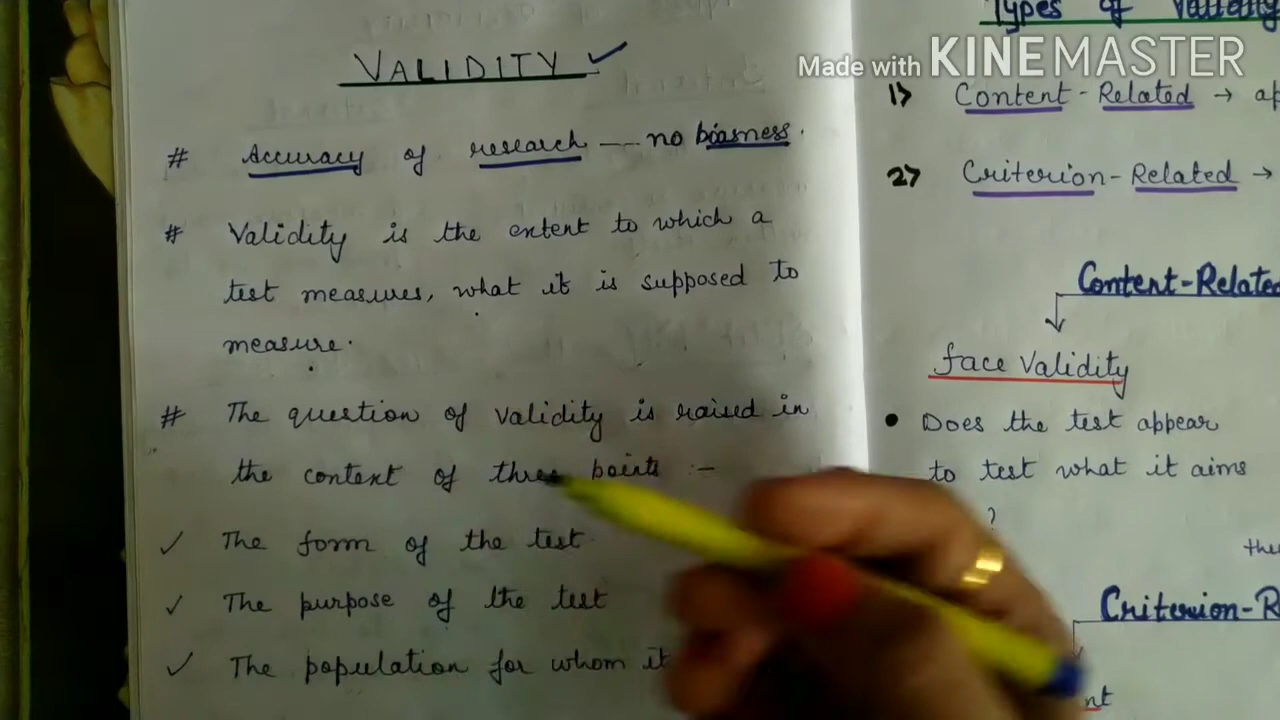 VALIDITY ✓
# Accuracy of research — no biasness.
# Validity is the extent to which a
test measures, what it is supposed to
measure.
# The question of validity is raised in
the context of three points :-
✓ The form of the test
✓ The purpose of the test
✓ The population for whom it
Types of Validity
Made with KINEMASTER
1) Content-Related →
2) Criterion-Related →
Content-Related
face Validity
• Does the test appear
to test what it aims
?
Criterion-R